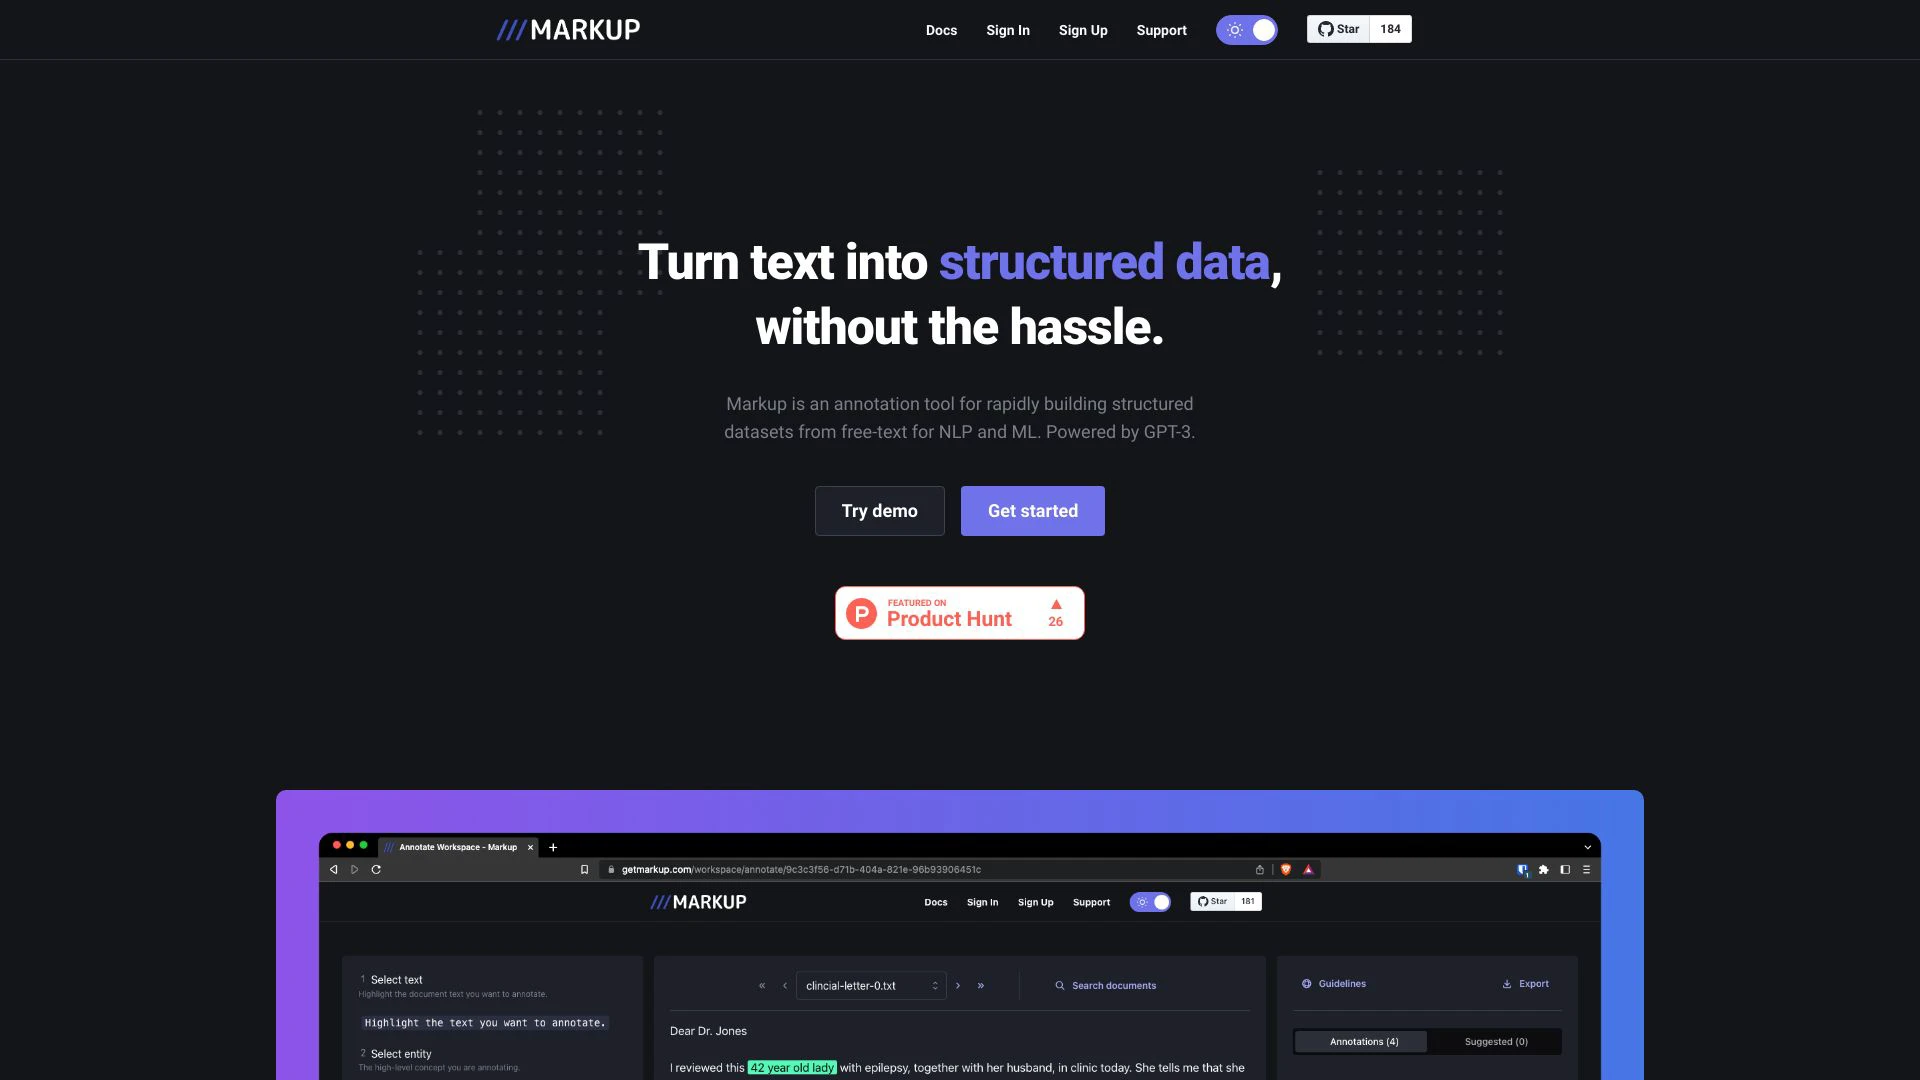 ///MARKUP
Docs Sign In Sign Up Support Star 184
Turn text into structured data,
without the hassle.
Markup is an annotation tool for rapidly building structured
datasets from free-text for NLP and ML. Powered by GPT-3.
Try demo Get started
P FEATURED ON
Product Hunt 26
Annotate Workspace - Markup
getmarkup.com/workspace/annotate/9c3c3f56-d71b-404a-821e-96b93906451c
///MARKUP Docs Sign In Sign Up Support Star 181
1 Select text
Highlight the document text you want to annotate.
Highlight the text you want to annotate.
2 Select entity
The high-level concept you are annotating.
« ‹ clincial-letter-0.txt › » Search documents
Dear Dr. Jones
I reviewed this 42 year old lady with epilepsy, together with her husband, in clinic today. She tells me that she
Guidelines Export
Annotations (4) Suggested (0)